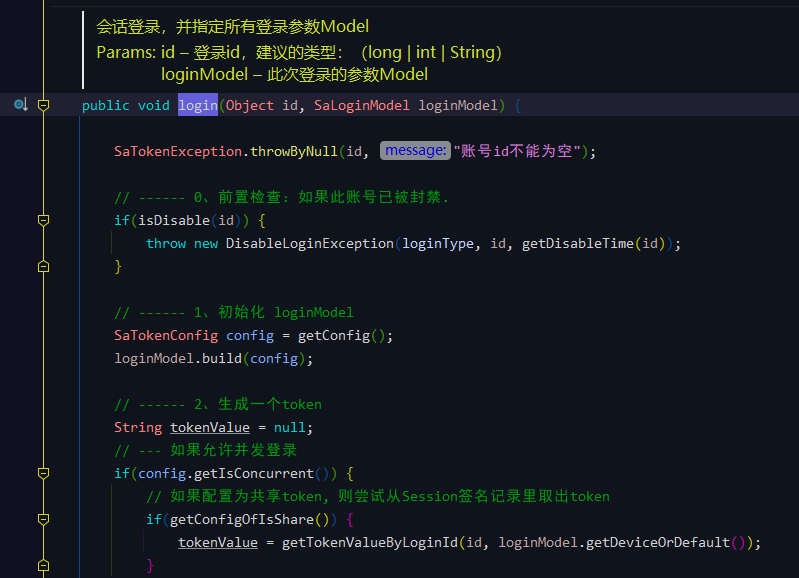 会话登录，并指定所有登录参数Model
Params: id – 登录id，建议的类型：（long | int | String）
loginModel – 此次登录的参数Model
public void login(Object id, SaLoginModel loginModel) {
SaTokenException.throwByNull(id, message: "账号id不能为空");
// ------ 0、前置检查：如果此账号已被封禁.
if(isDisable(id)) {
throw new DisableLoginException(loginType, id, getDisableTime(id));
}
// ------ 1、初始化 loginModel
SaTokenConfig config = getConfig();
loginModel.build(config);
// ------ 2、生成一个token
String tokenValue = null;
// --- 如果允许并发登录
if(config.getIsConcurrent()) {
// 如果配置为共享token, 则尝试从Session签名记录里取出token
if(getConfigOfIsShare()) {
tokenValue = getTokenValueByLoginId(id, loginModel.getDeviceOrDefault());
}